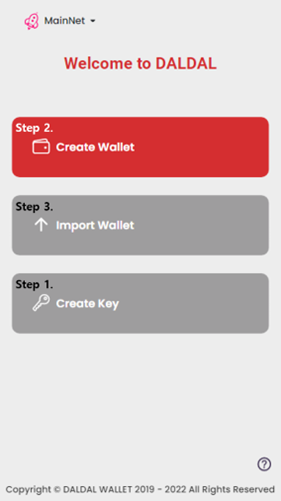 MainNet
Welcome to DALDAL
Step 2.
Create Wallet
Step 3.
Import Wallet
Step 1.
Create Key
?
Copyright © DALDAL WALLET 2019 - 2022 All Rights Reserved